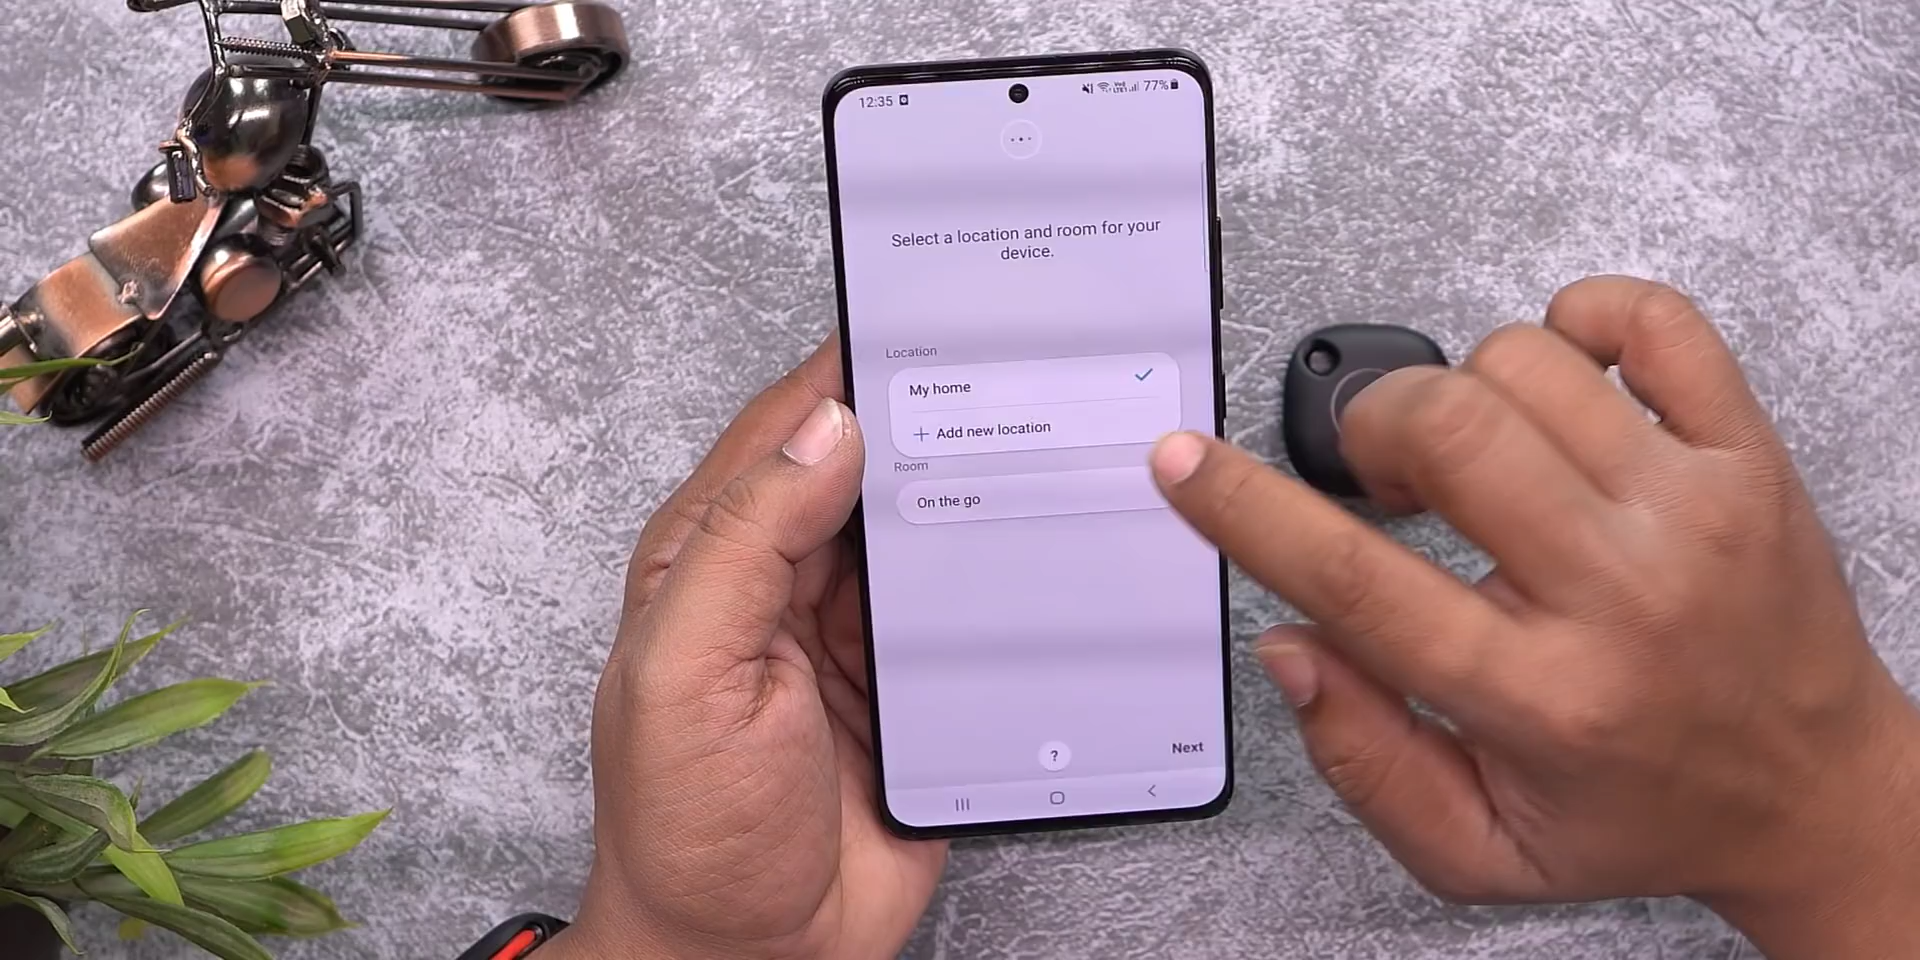 12:35
77%
Select a location and room for your
device.
Location
My home
+ Add new location
Room
On the go
?
Next